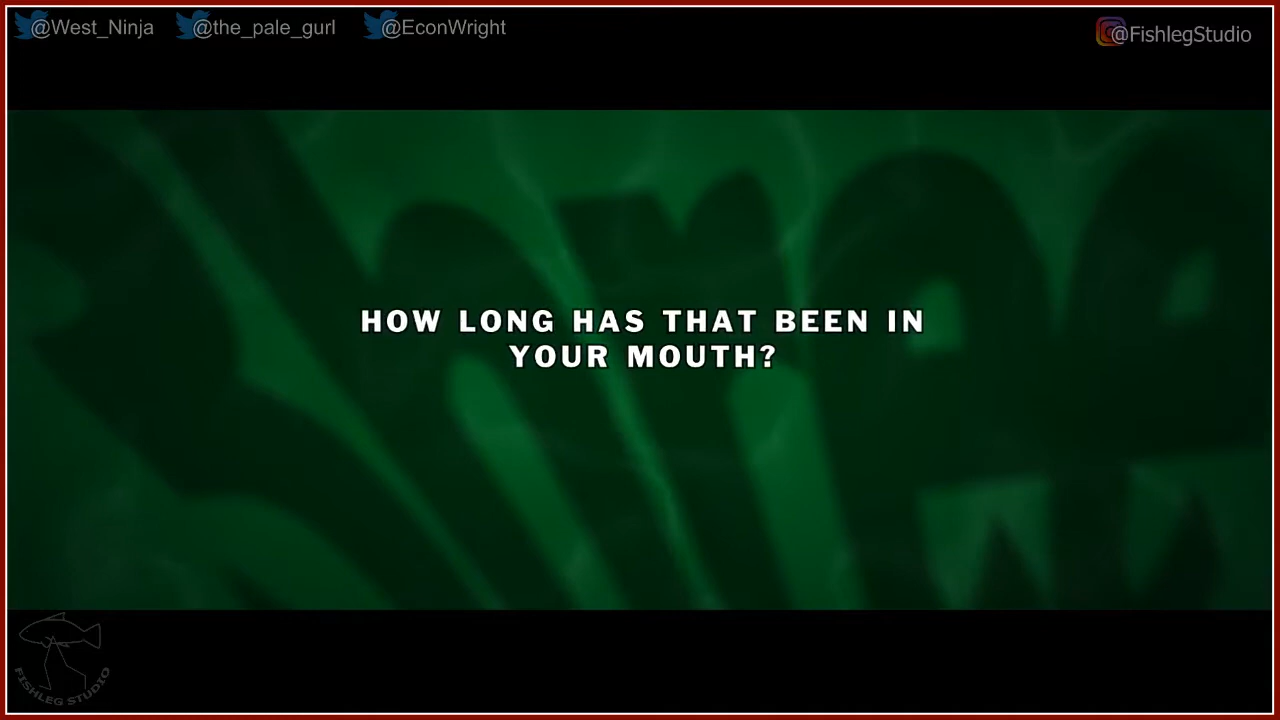 @West_Ninja @the_pale_gurl @EconWright @FishlegStudio
HOW LONG HAS THAT BEEN IN
YOUR MOUTH?
FISHLEG STUDIO